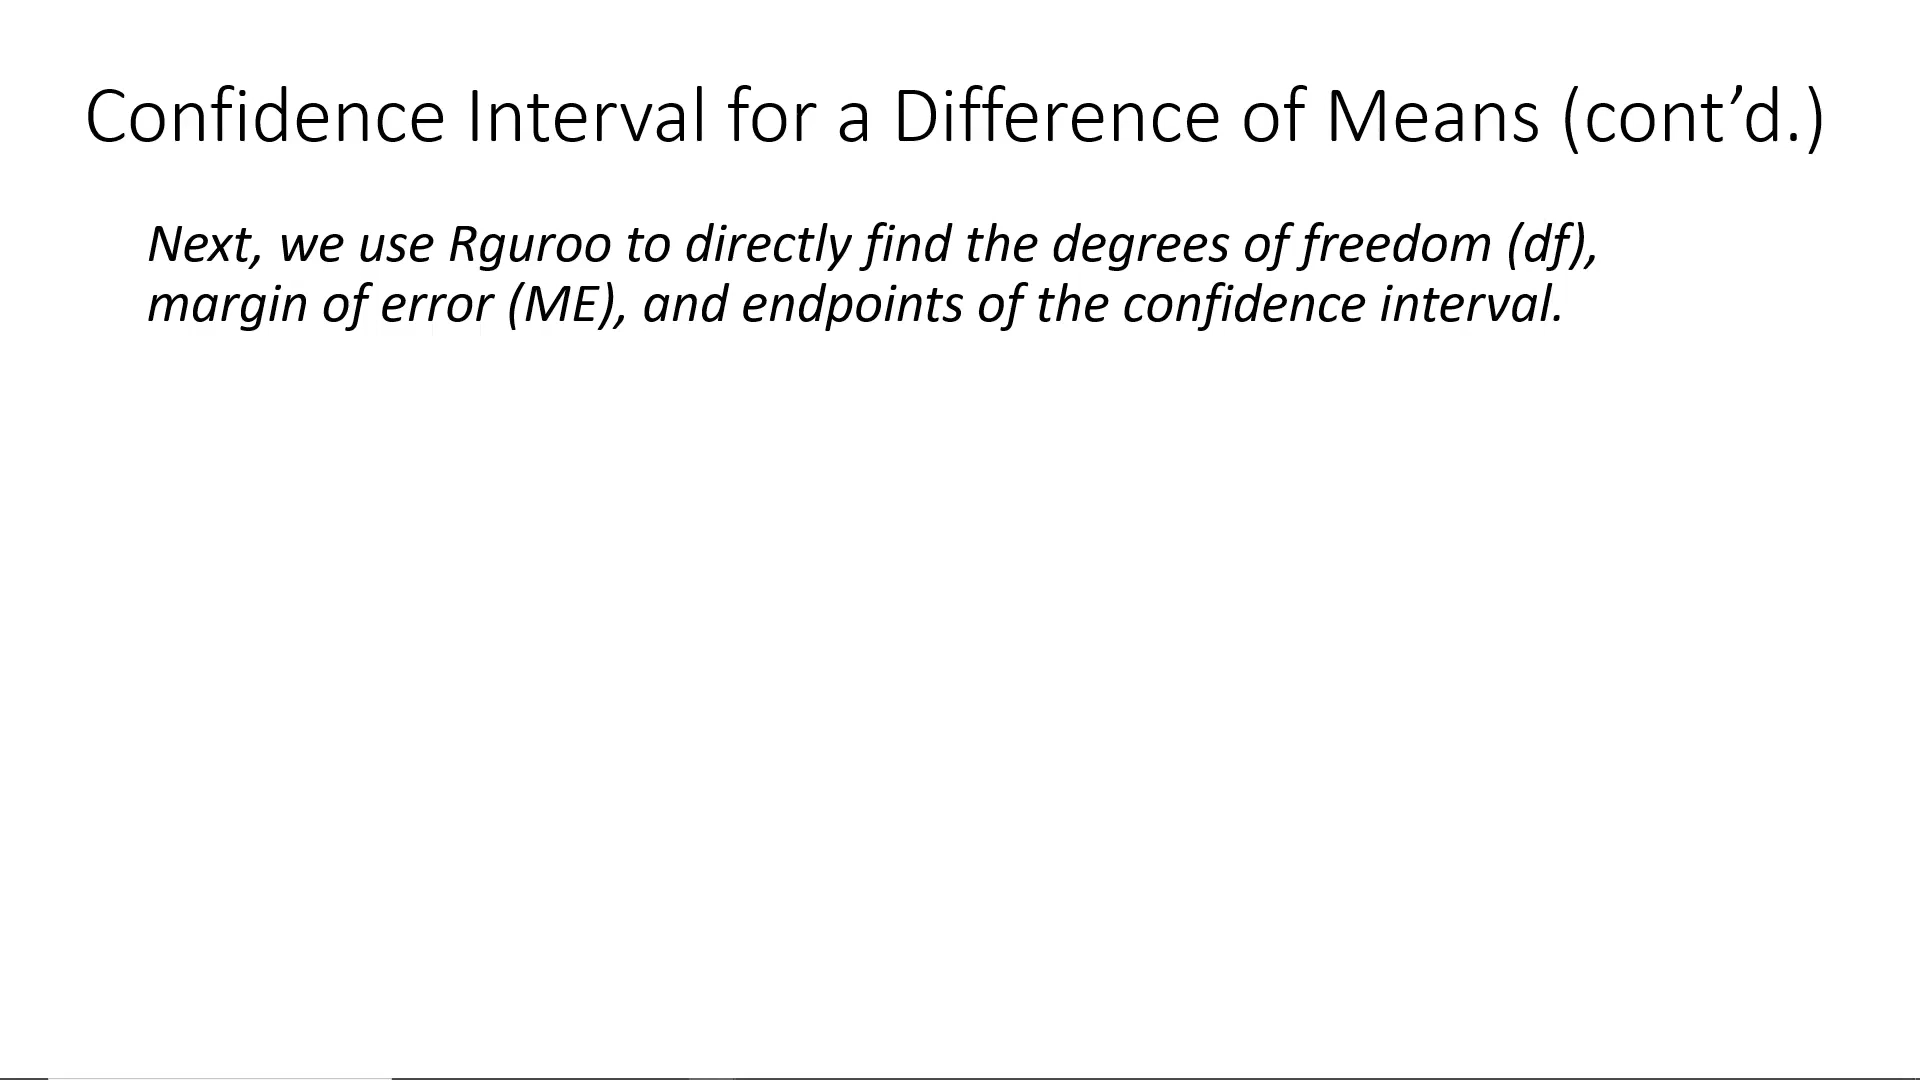 Confidence Interval for a Difference of Means (cont’d.)
Next, we use Rguroo to directly find the degrees of freedom (df),
margin of error (ME), and endpoints of the confidence interval.